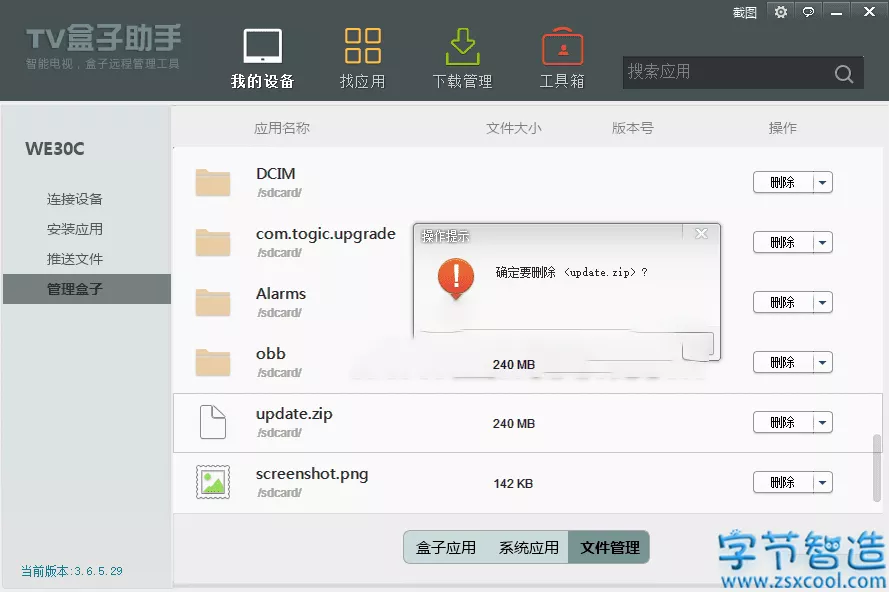 截图
TV盒子助手
智能电视，盒子远程管理工具
我的设备
找应用
下载管理
工具箱
搜索应用
WE30C
连接设备
安装应用
推送文件
管理盒子
当前版本:3.6.5.29
应用名称 文件大小 版本号 操作
DCIM
/sdcard/
删除
com.togic.upgrade
/sdcard/
删除
Alarms
/sdcard/
删除
obb
/sdcard/
240 MB
删除
update.zip
/sdcard/
240 MB
删除
screenshot.png
/sdcard/
142 KB
删除
操作提示
确定要删除 <update.zip> ?
盒子应用 系统应用 文件管理
字节智造
www.zsxcool.com